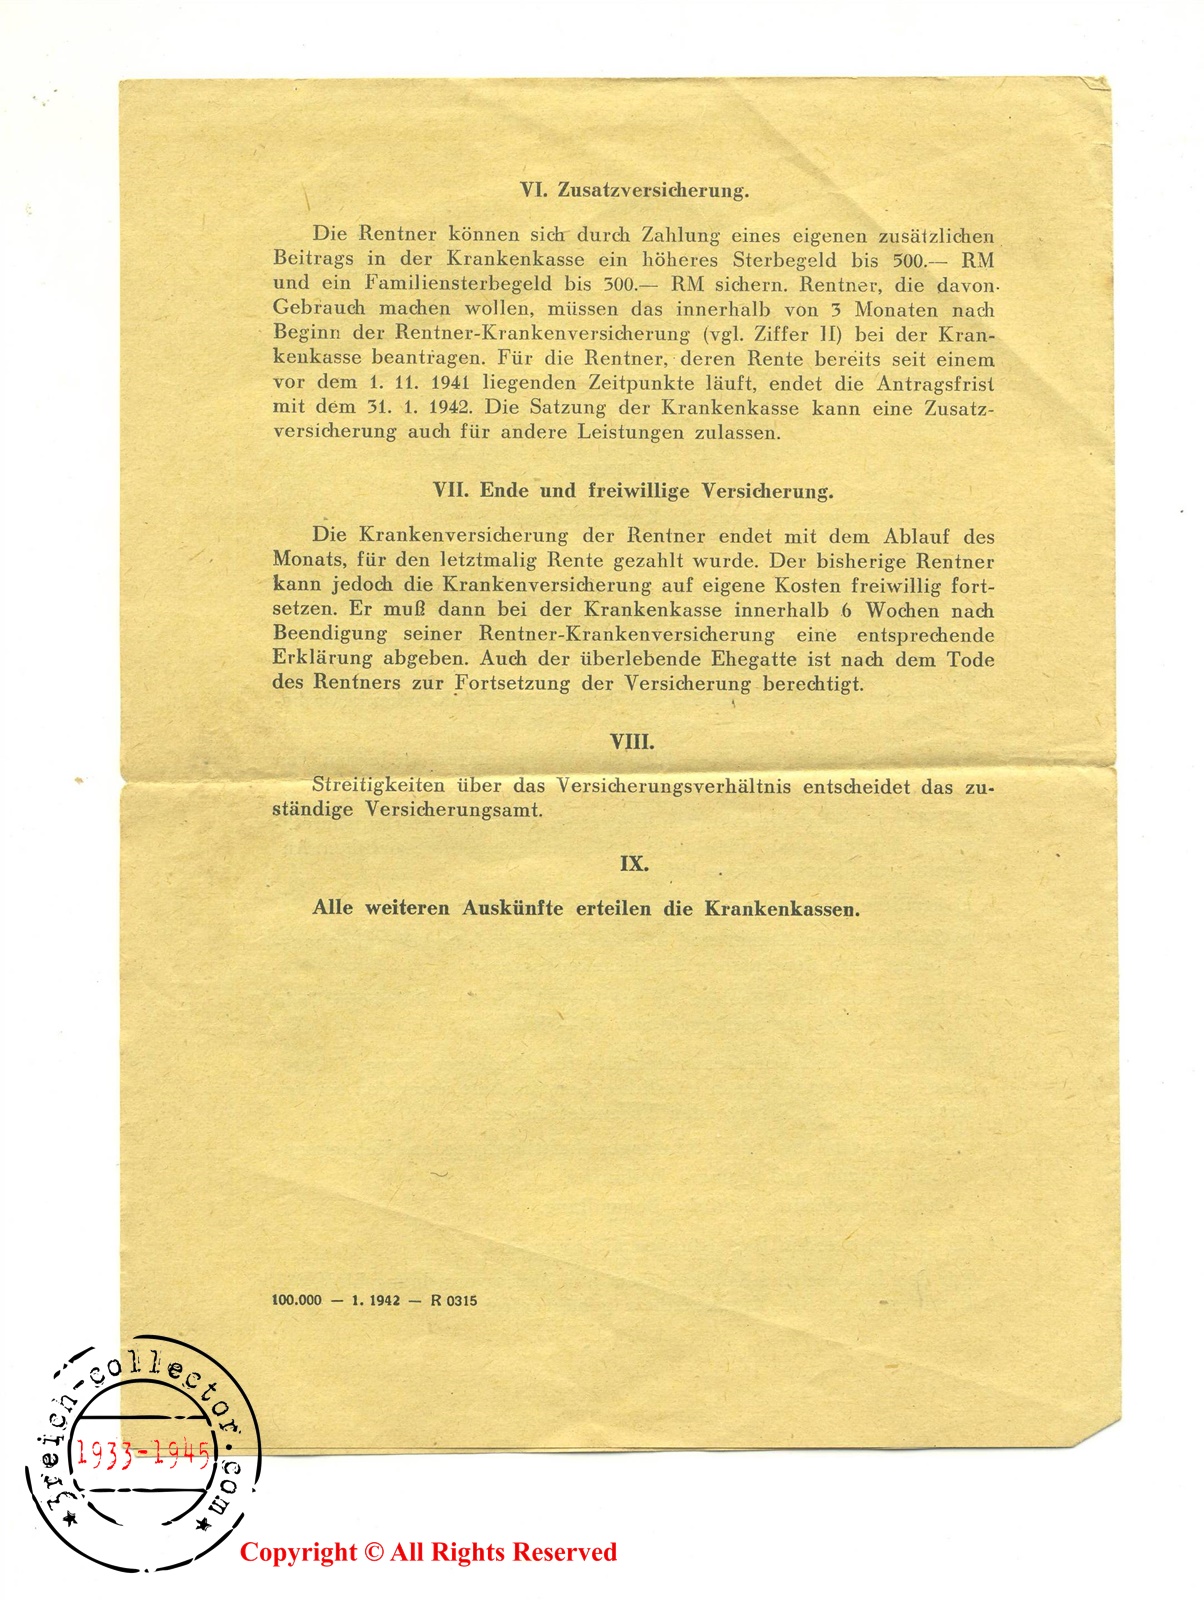 VI. Zusatzversicherung.
Die Rentner können sich durch Zahlung eines eigenen zusätzlichen
Beitrags in der Krankenkasse ein höheres Sterbegeld bis 500.— RM
und ein Familiensterbegeld bis 300.— RM sichern. Rentner, die davon
Gebrauch machen wollen, müssen das innerhalb von 3 Monaten nach
Beginn der Rentner-Krankenversicherung (vgl. Ziffer II) bei der Kran-
kenkasse beantragen. Für die Rentner, deren Rente bereits seit einem
vor dem 1. 11. 1941 liegenden Zeitpunkte läuft, endet die Antragsfrist
mit dem 31. 1. 1942. Die Satzung der Krankenkasse kann eine Zusatz-
versicherung auch für andere Leistungen zulassen.
VII. Ende und freiwillige Versicherung.
Die Krankenversicherung der Rentner endet mit dem Ablauf des
Monats, für den letztmalig Rente gezahlt wurde. Der bisherige Rentner
kann jedoch die Krankenversicherung auf eigene Kosten freiwillig fort-
setzen. Er muß dann bei der Krankenkasse innerhalb 6 Wochen nach
Beendigung seiner Rentner-Krankenversicherung eine entsprechende
Erklärung abgeben. Auch der überlebende Ehegatte ist nach dem Tode
des Rentners zur Fortsetzung der Versicherung berechtigt.
VIII.
Streitigkeiten über das Versicherungsverhältnis entscheidet das zu-
ständige Versicherungsamt.
IX.
Alle weiteren Auskünfte erteilen die Krankenkassen.
100.000 — 1. 1942 — R 0315
3reich-collector.com
1933-1945
Copyright © All Rights Reserved